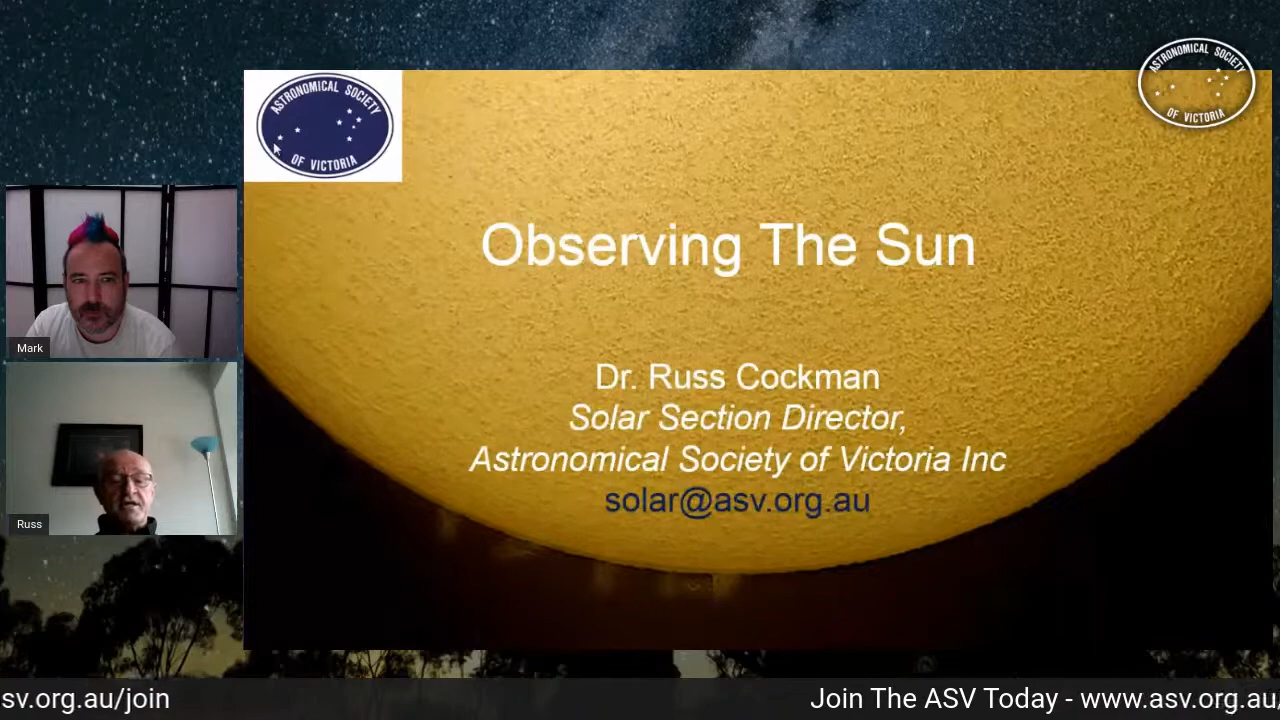 ASTRONOMICAL SOCIETY
OF VICTORIA
ASTRONOMICAL SOCIETY
OF VICTORIA
Observing The Sun
Dr. Russ Cockman
Solar Section Director,
Astronomical Society of Victoria Inc
solar@asv.org.au
Mark
Russ
sv.org.au/join
Join The ASV Today - www.asv.org.au/